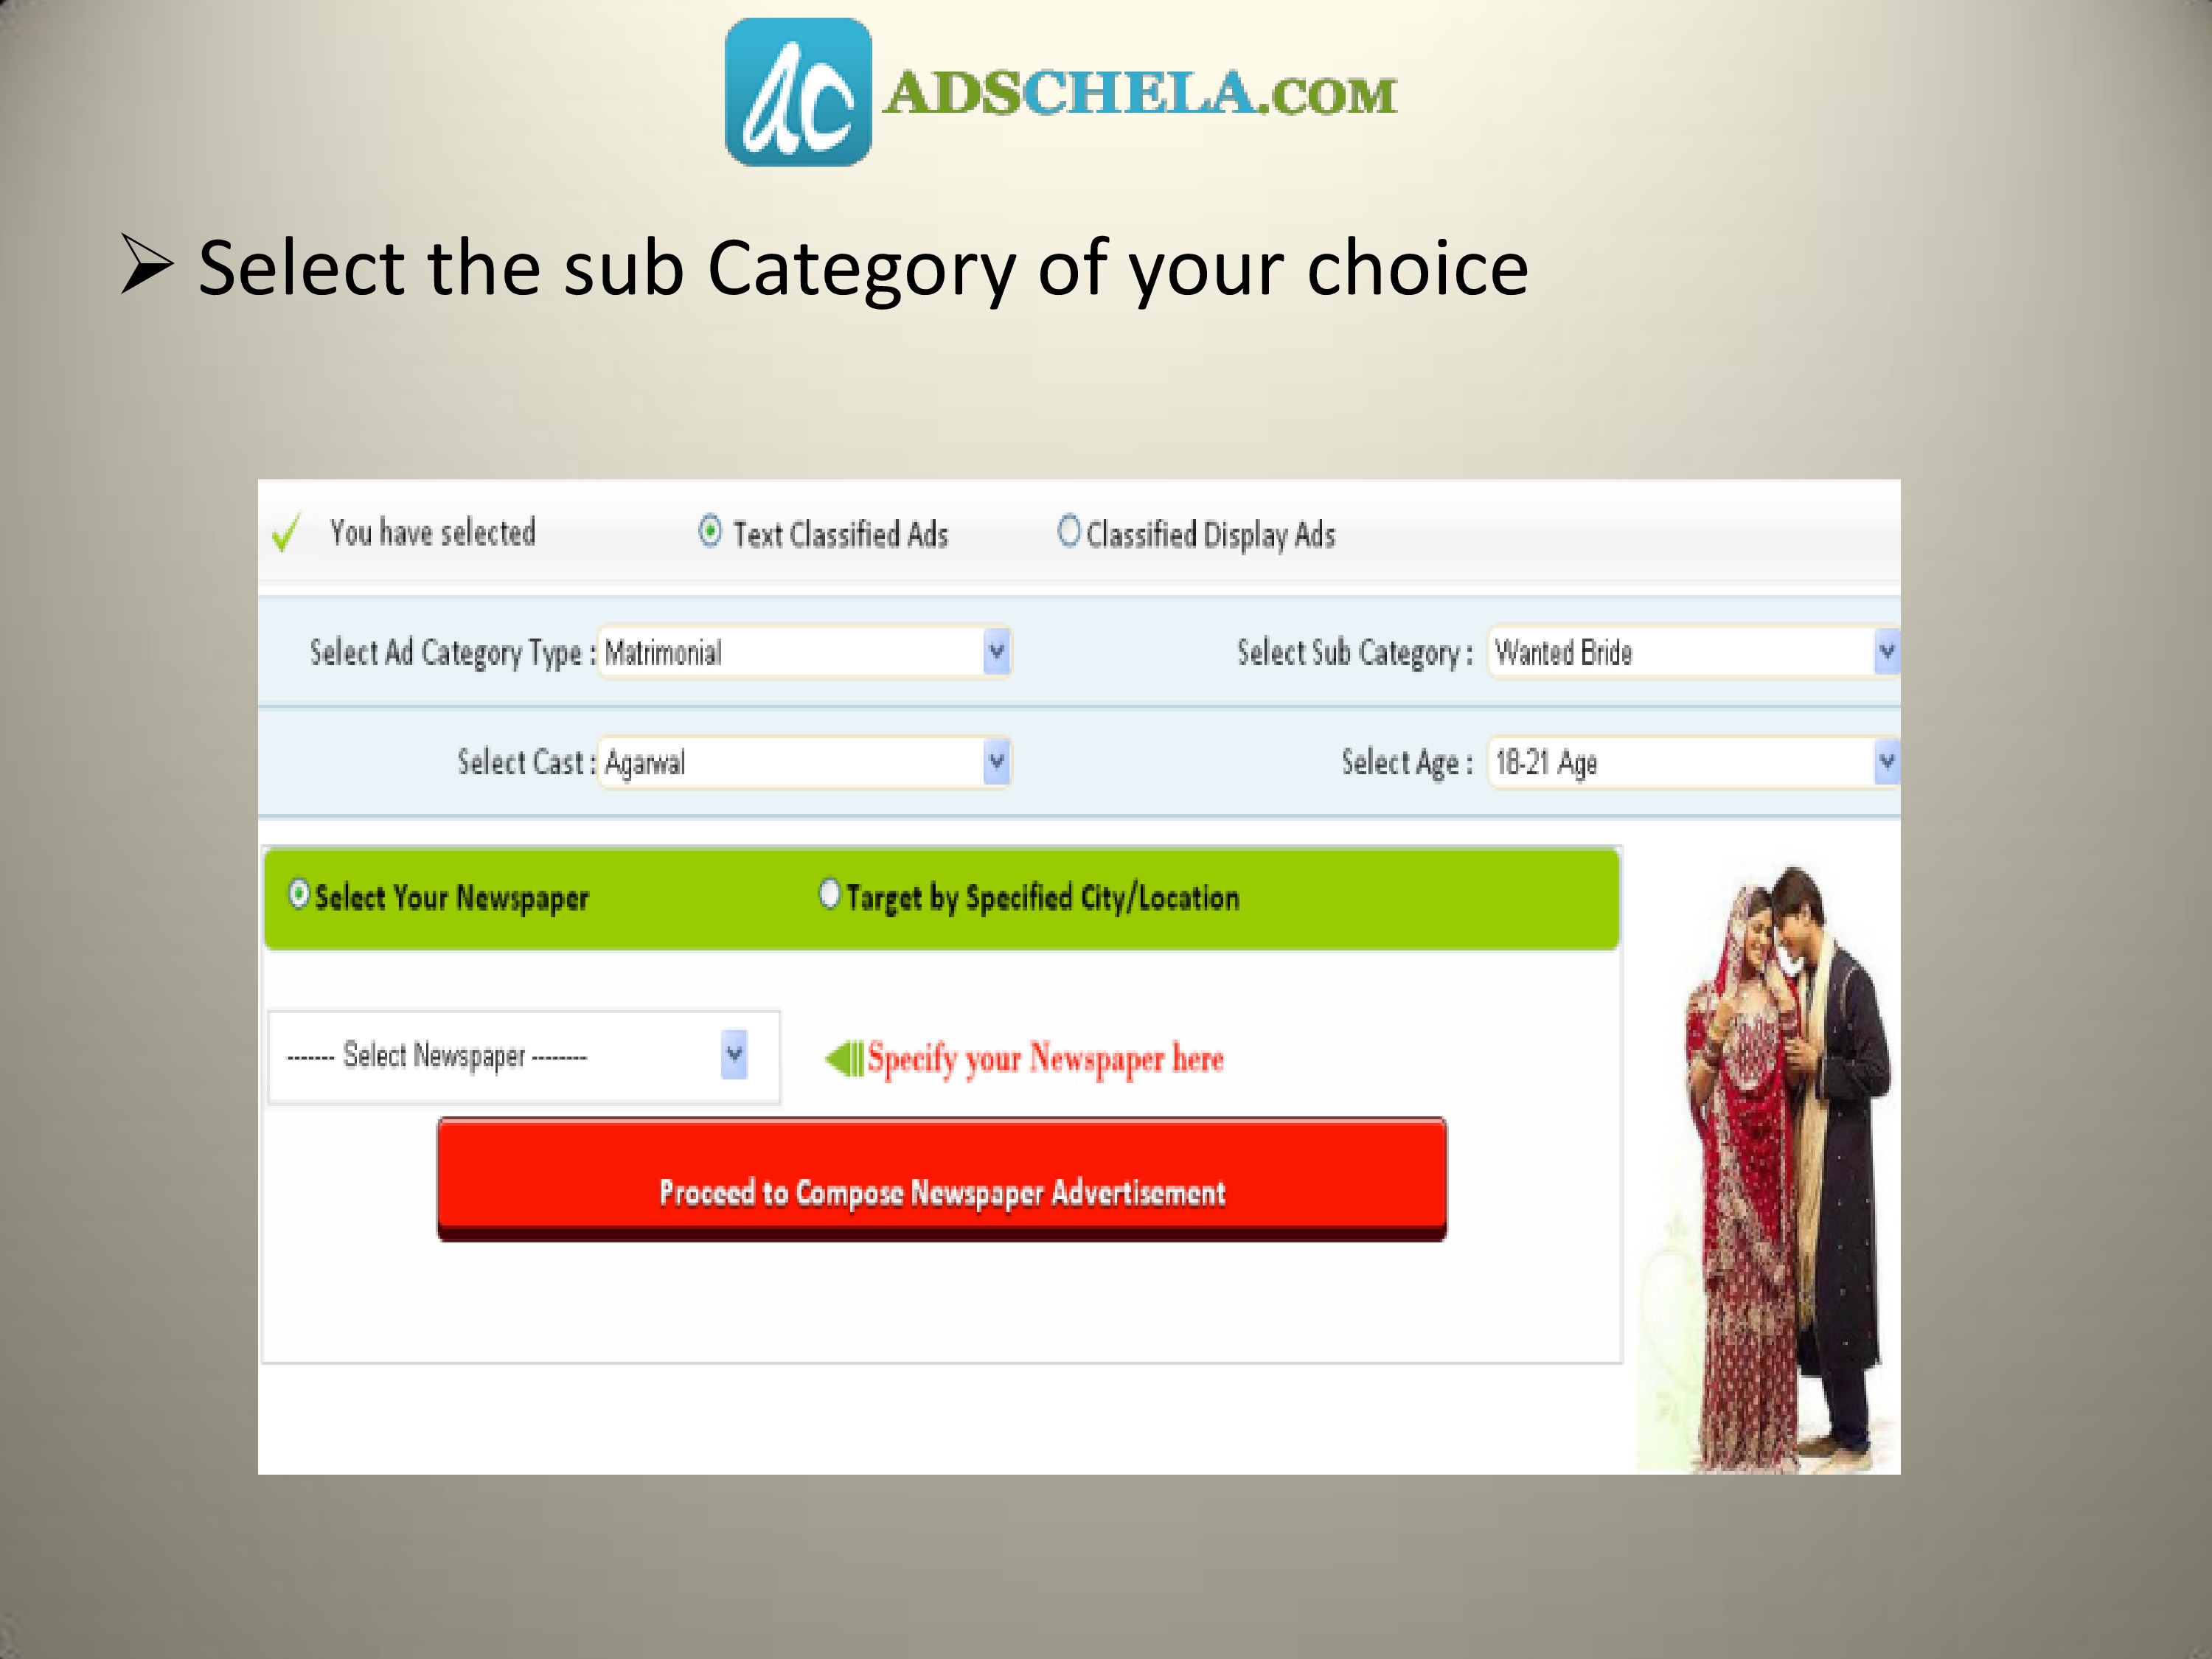 ac ADSCHELA.COM
➢ Select the sub Category of your choice
You have selected Text Classified Ads Classified Display Ads
Select Ad Category Type : Matrimonial Select Sub Category : Wanted Bride
Select Cast : Agarwal Select Age : 18-21 Age
Select Your Newspaper Target by Specified City/Location
------- Select Newspaper -------- Specify your Newspaper here
Proceed to Compose Newspaper Advertisement